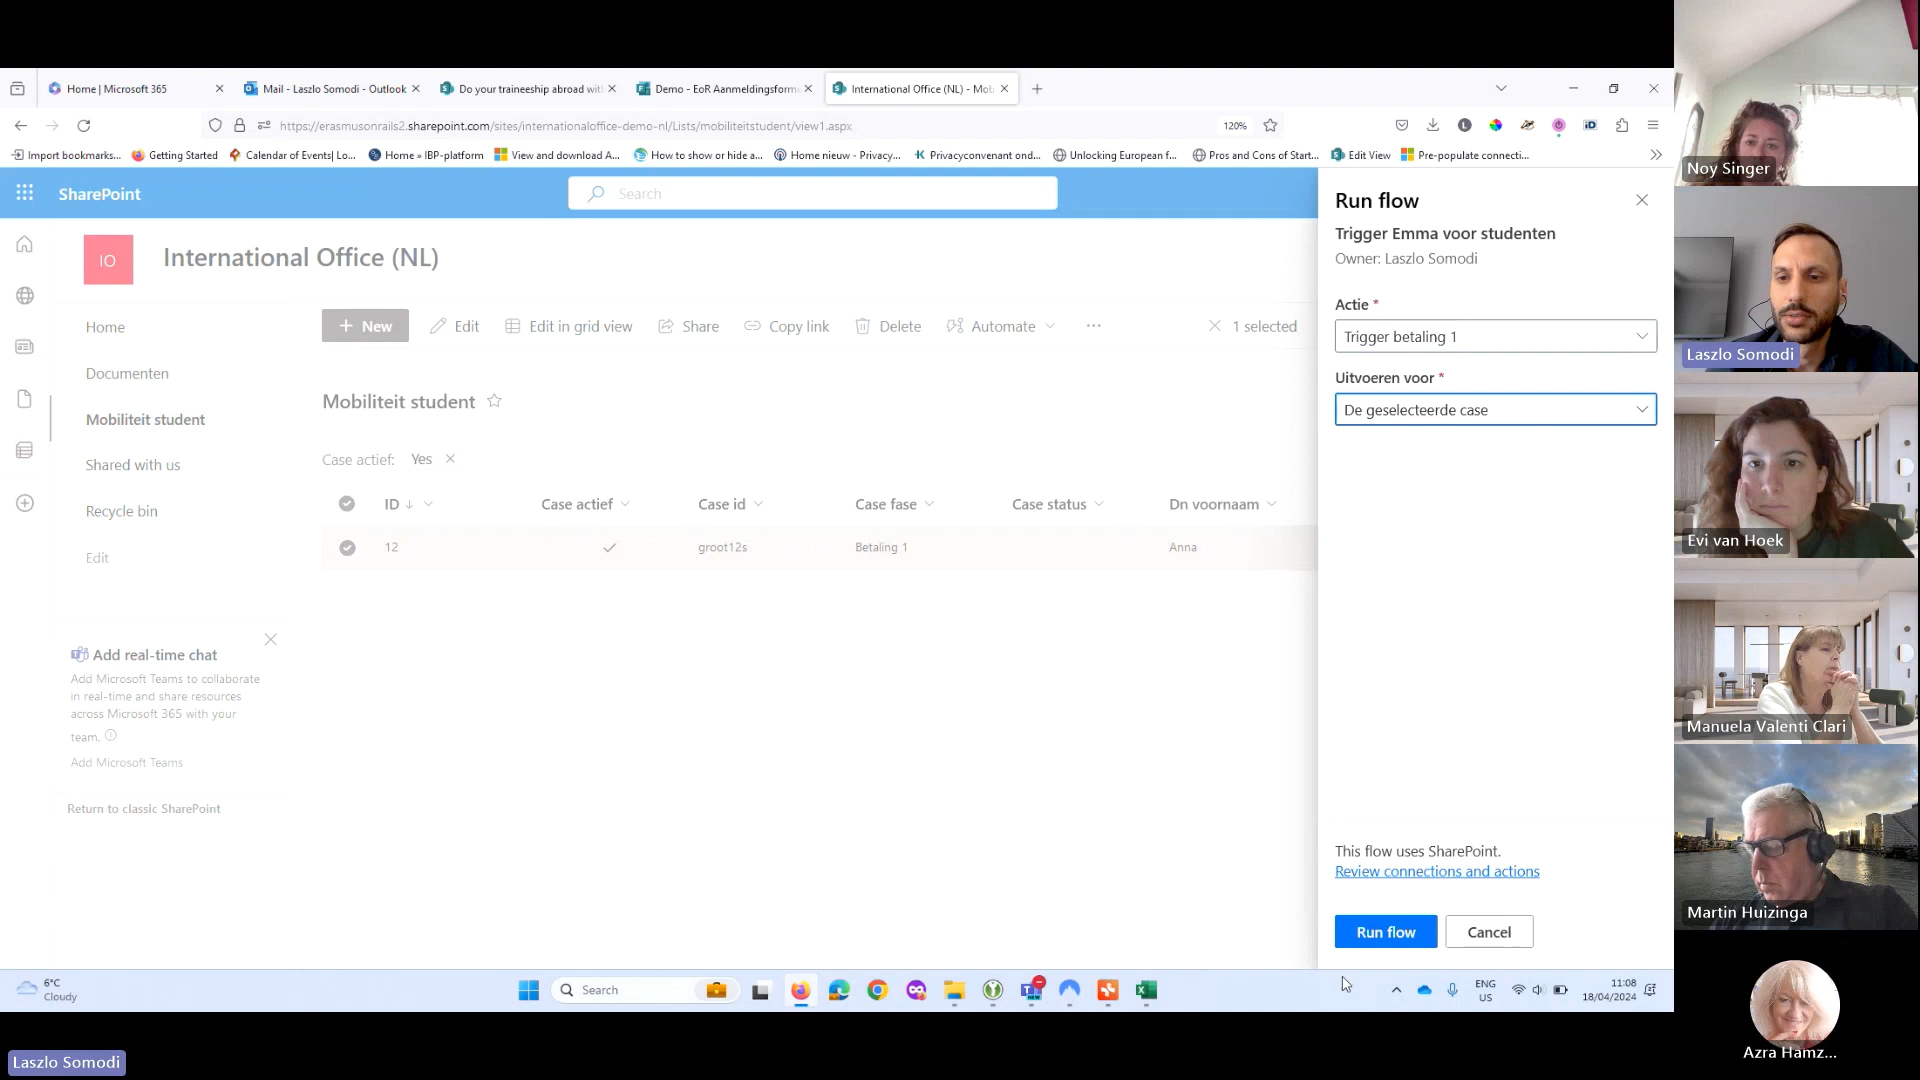 Home | Microsoft 365
Mail - Laszlo Somodi - Outlook
Do your traineeship abroad wit
Demo - EoR Aanmeldingsform
International Office (NL) - Mob
https://erasmusonrails2.sharepoint.com/sites/internationaloffice-demo-nl/Lists/mobiliteitstudent/view1.aspx
120%
Import bookmarks...
Getting Started
Calendar of Events| Lo...
Home » IBP-platform
View and download A...
How to show or hide a...
Home nieuw - Privacy...
Privacyconvenant ond...
Unlocking European f...
Pros and Cons of Start...
Edit View
Pre-populate connecti...
SharePoint
Search
IO
International Office (NL)
Home
Documenten
Mobiliteit student
Shared with us
Recycle bin
Edit
Add real-time chat
Add Microsoft Teams to collaborate
in real-time and share resources
across Microsoft 365 with your
team.
Add Microsoft Teams
Return to classic SharePoint
+ New
Edit
Edit in grid view
Share
Copy link
Delete
Automate
1 selected
Mobiliteit student
Case actief: Yes
ID Case actief Case id Case fase Case status Dn voornaam
12 groot12s Betaling 1 Anna
Run flow
Trigger Emma voor studenten
Owner: Laszlo Somodi
Actie *
Trigger betaling 1
Uitvoeren voor *
De geselecteerde case
This flow uses SharePoint.
Review connections and actions
Run flow
Cancel
6°C
Cloudy
Search
NEW
ENG
US
11:08
18/04/2024
Laszlo Somodi
Noy Singer
Laszlo Somodi
Evi van Hoek
Manuela Valenti Clari
Martin Huizinga
Azra Hamz...